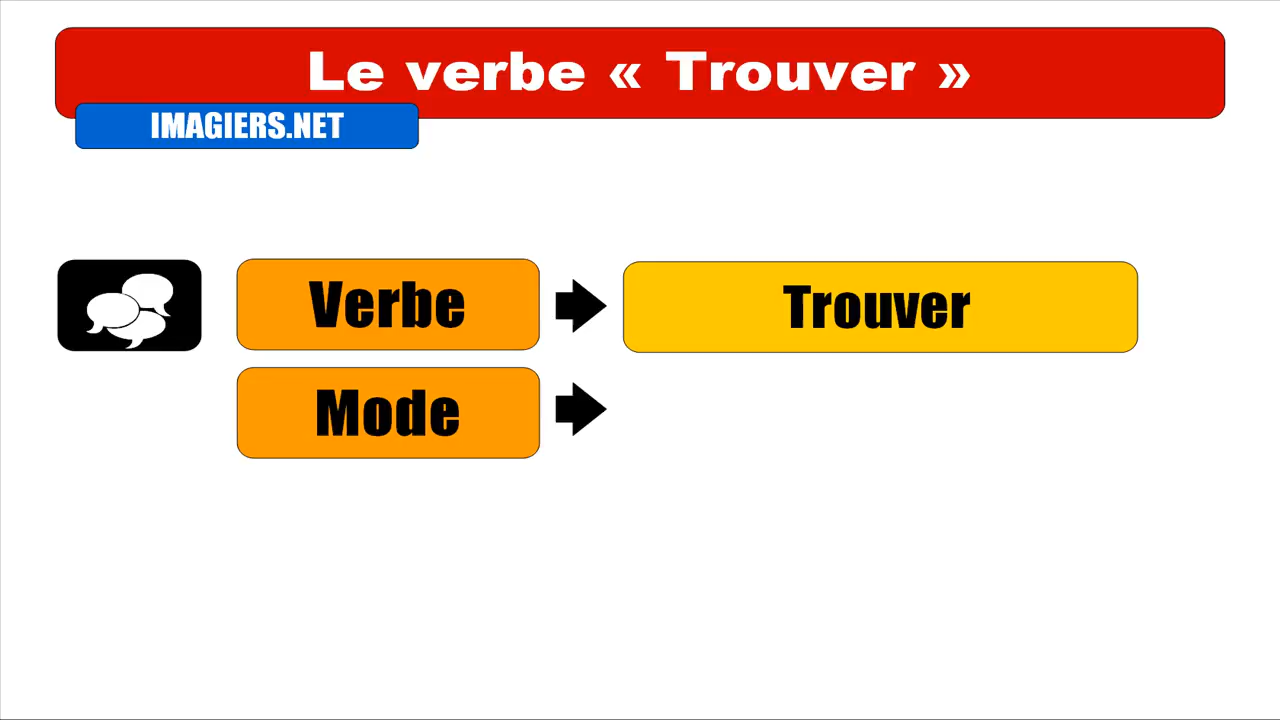 Le verbe « Trouver »
IMAGIERS.NET
Verbe
Trouver
Mode